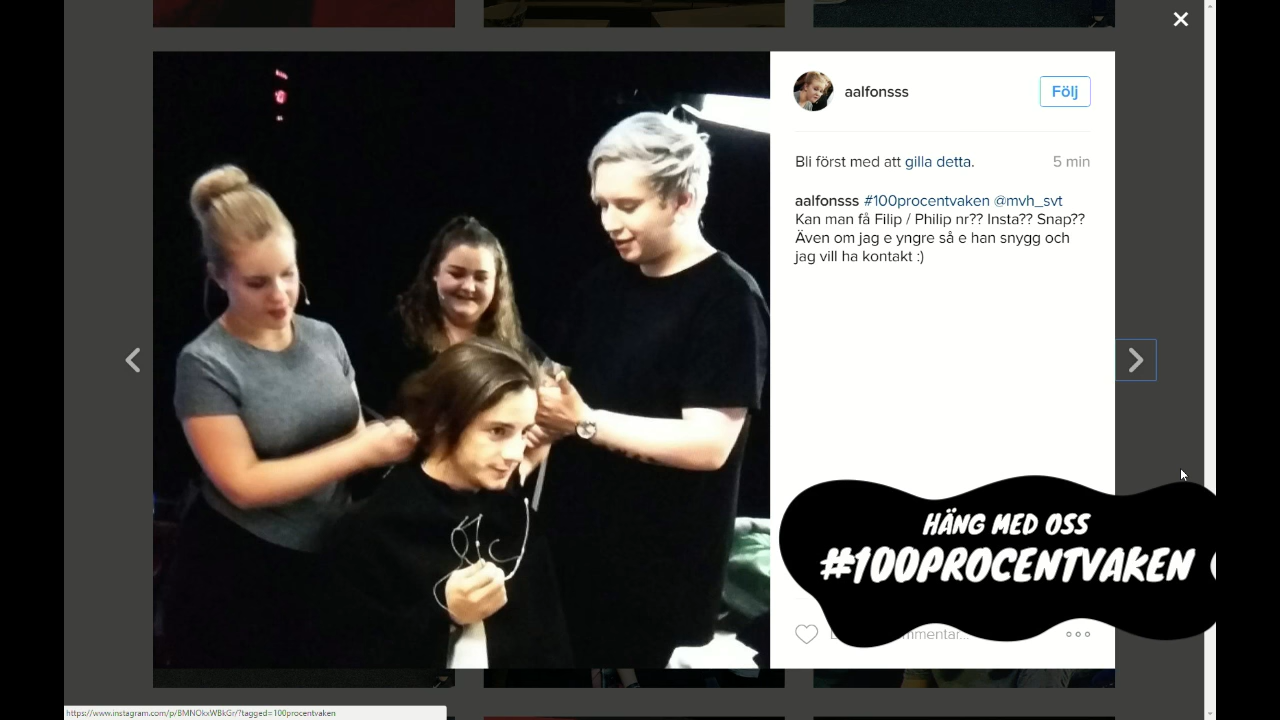 aalfonsss
Följ
Bli först med att gilla detta.
5 min
aalfonsss #100procentvaken @mvh_svt
Kan man få Filip / Philip nr?? Insta?? Snap??
Även om jag e yngre så e han snygg och
jag vill ha kontakt :)
HÄNG MED OSS
#100PROCENTVAKEN
mmentar...
https://www.instagram.com/p/BMNOkxWBkGr/?tagged=100procentvaken